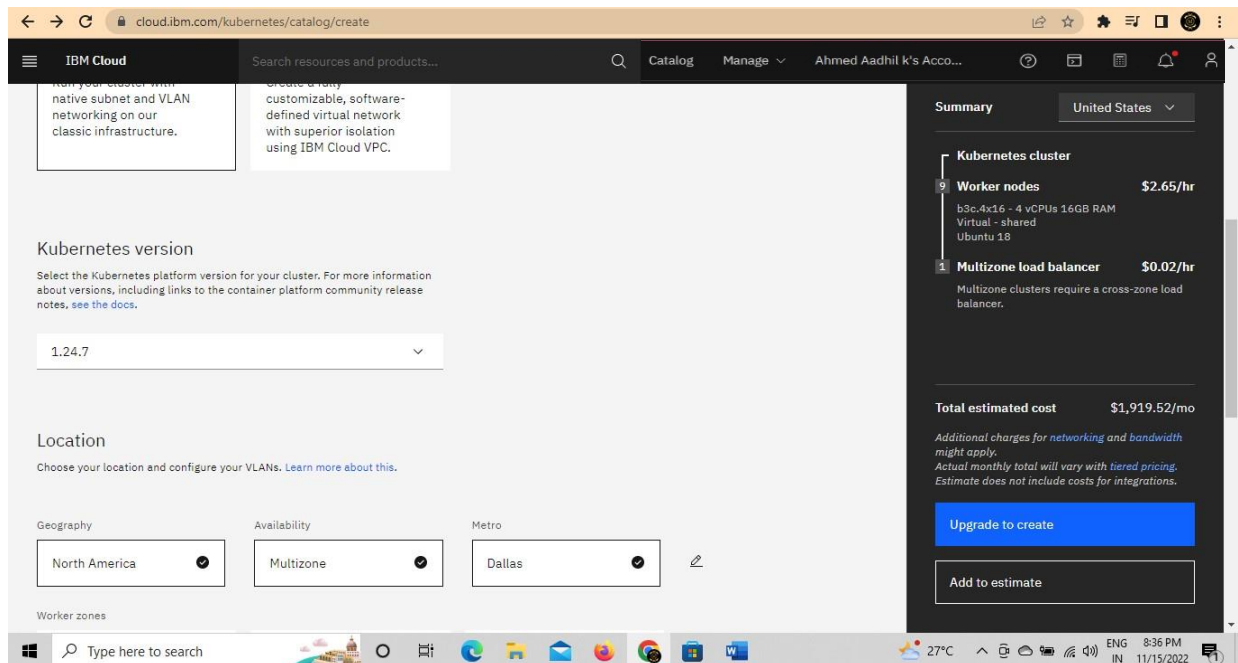 cloud.ibm.com/kubernetes/catalog/create
IBM Cloud
Search resources and products...
Catalog
Manage
Ahmed Aadhil k's Acco...
Run your cluster with
native subnet and VLAN
networking on our
classic infrastructure.
Create a fully
customizable, software-
defined virtual network
with superior isolation
using IBM Cloud VPC.
Kubernetes version
Select the Kubernetes platform version for your cluster. For more information
about versions, including links to the container platform community release
notes, see the docs.
1.24.7
Location
Choose your location and configure your VLANs. Learn more about this.
Geography
North America
Availability
Multizone
Metro
Dallas
Worker zones
Summary
United States
Kubernetes cluster
9 Worker nodes $2.65/hr
b3c.4x16 - 4 vCPUs 16GB RAM
Virtual - shared
Ubuntu 18
1 Multizone load balancer $0.02/hr
Multizone clusters require a cross-zone load
balancer.
Total estimated cost $1,919.52/mo
Additional charges for networking and bandwidth
might apply.
Actual monthly total will vary with tiered pricing.
Estimate does not include costs for integrations.
Upgrade to create
Add to estimate
Type here to search
27°C
ENG
IN
8:36 PM
11/15/2022